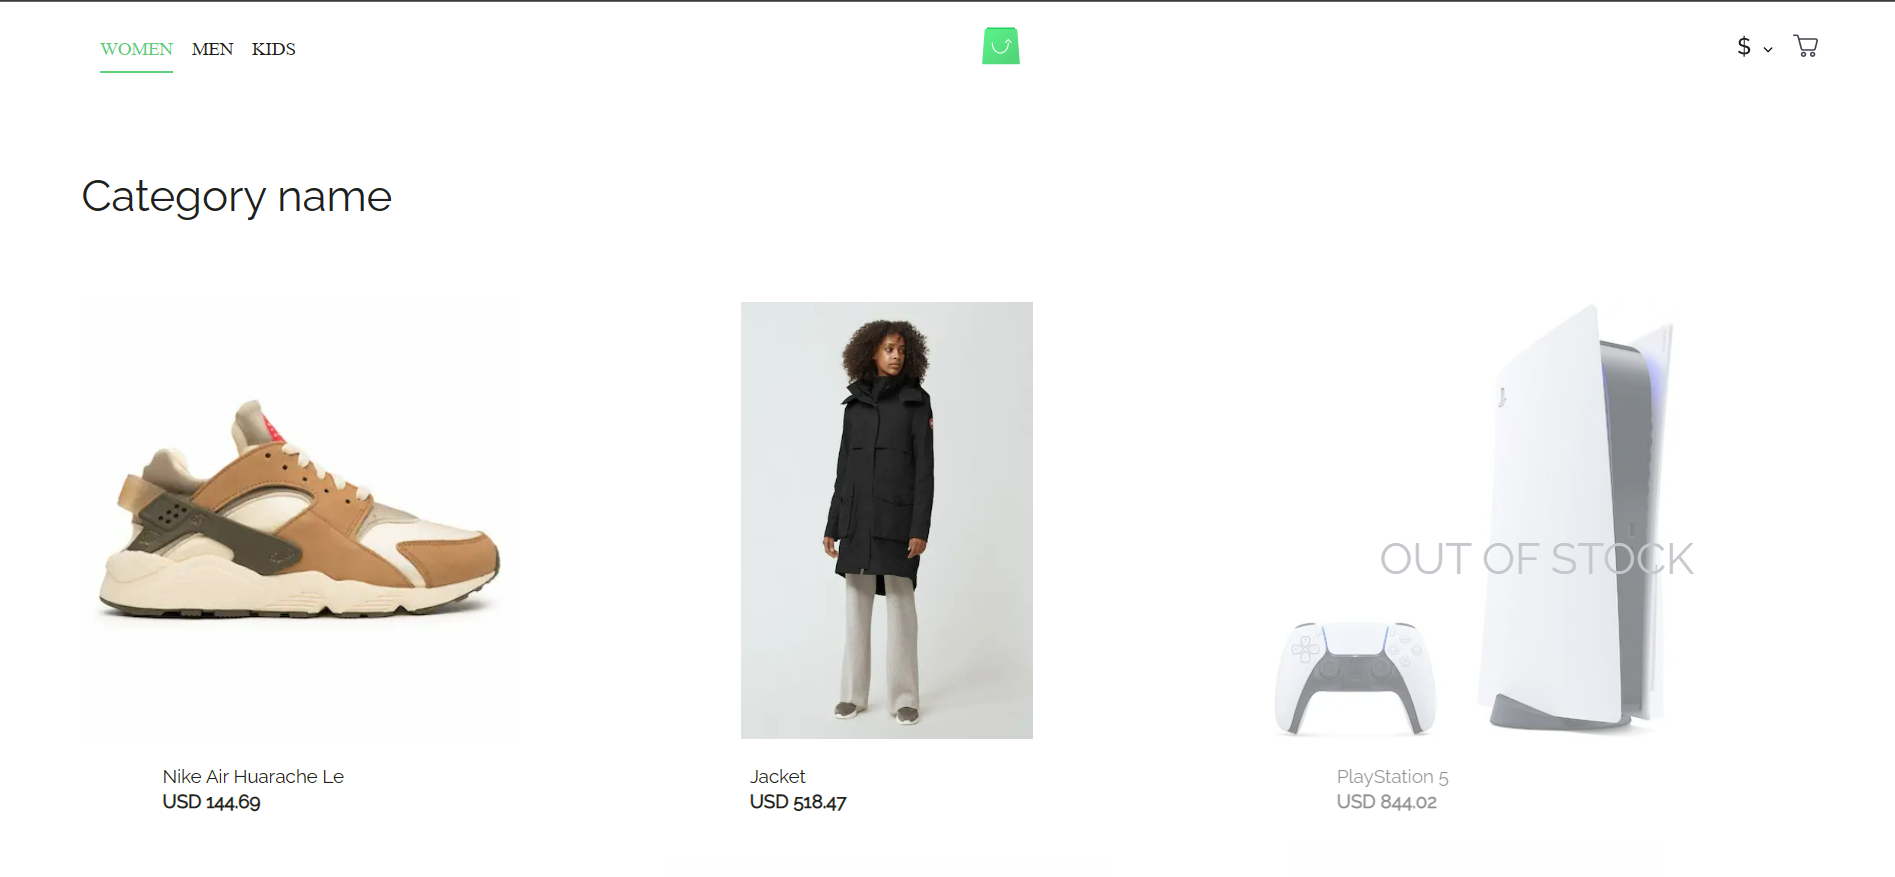 WOMEN MEN KIDS $
Category name
OUT OF STOCK
Nike Air Huarache Le
USD 144.69
Jacket
USD 518.47
PlayStation 5
USD 844.02